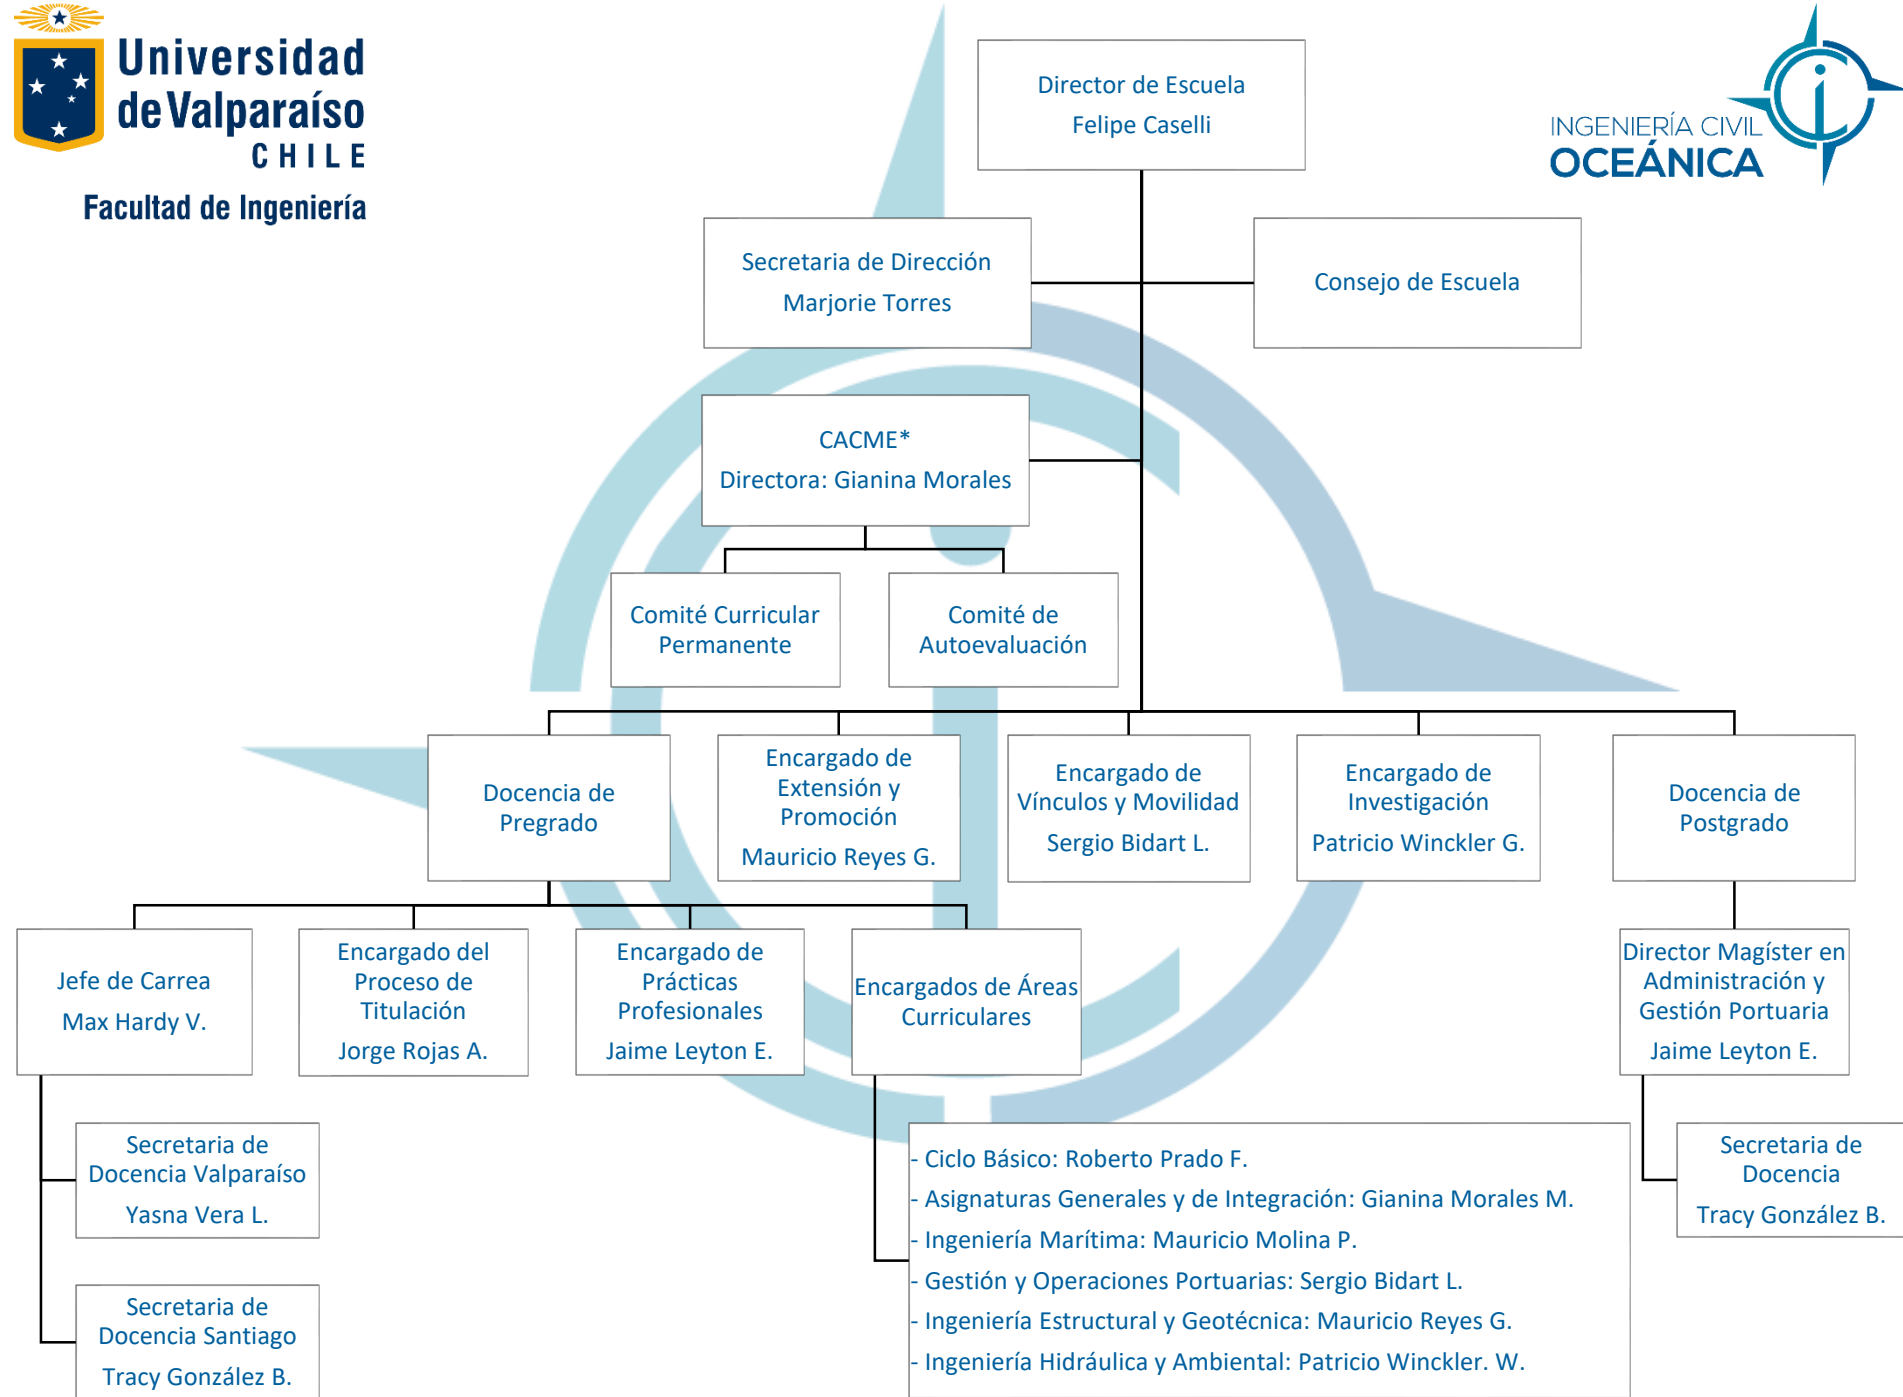 Universidad
de Valparaíso
CHILE
Facultad de Ingeniería
INGENIERÍA CIVIL
OCEÁNICA
Director de Escuela
Felipe Caselli
Secretaria de Dirección
Marjorie Torres
Consejo de Escuela
CACME*
Directora: Gianina Morales
Comité Curricular
Permanente
Comité de
Autoevaluación
Docencia de
Pregrado
Encargado de
Extensión y
Promoción
Mauricio Reyes G.
Encargado de
Vínculos y Movilidad
Sergio Bidart L.
Encargado de
Investigación
Patricio Winckler G.
Docencia de
Postgrado
Jefe de Carrea
Max Hardy V.
Encargado del
Proceso de
Titulación
Jorge Rojas A.
Encargado de
Prácticas
Profesionales
Jaime Leyton E.
Encargados de Áreas
Curriculares
Director Magíster en
Administración y
Gestión Portuaria
Jaime Leyton E.
Secretaria de
Docencia Valparaíso
Yasna Vera L.
Secretaria de
Docencia Santiago
Tracy González B.
- Ciclo Básico: Roberto Prado F.
- Asignaturas Generales y de Integración: Gianina Morales M.
- Ingeniería Marítima: Mauricio Molina P.
- Gestión y Operaciones Portuarias: Sergio Bidart L.
- Ingeniería Estructural y Geotécnica: Mauricio Reyes G.
- Ingeniería Hidráulica y Ambiental: Patricio Winckler. W.
Secretaria de
Docencia
Tracy González B.